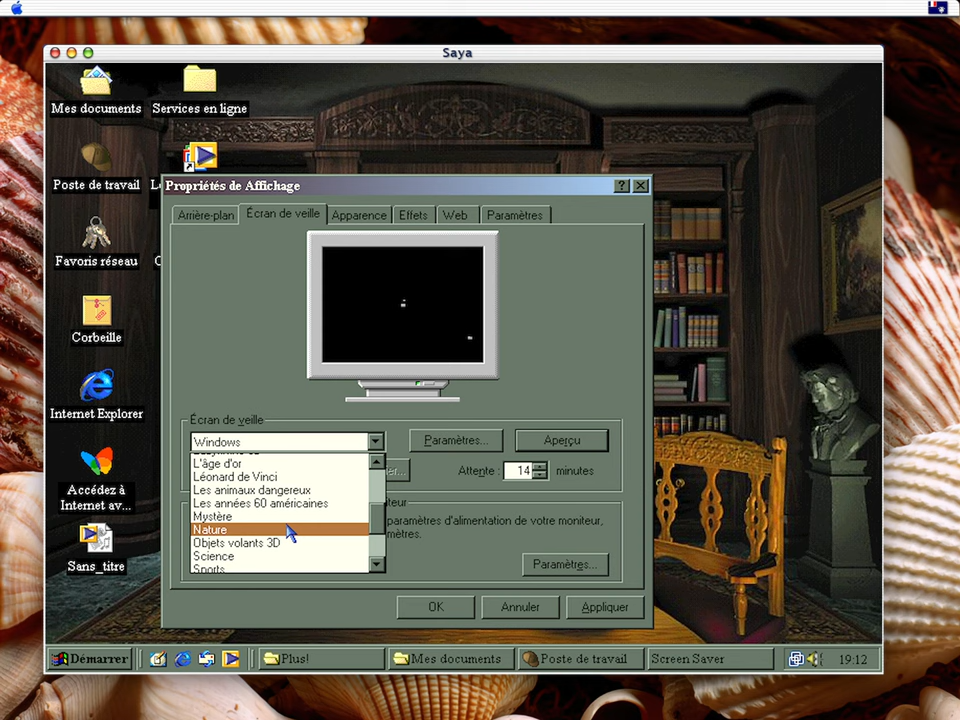 Saya
Mes documents
Services en ligne
Poste de travail
Favoris réseau
Corbeille
Internet Explorer
Accédez à
Internet av...
Sans_titre
Propriétés de Affichage
Arrière-plan
Écran de veille
Apparence
Effets
Web
Paramètres
Écran de veille
Windows
Paramètres...
Aperçu
L'âge d'or
Léonard de Vinci
Les animaux dangereux
Les années 60 américaines
Mystère
Nature
Objets volants 3D
Science
Sports
Attente :
14
minutes
paramètres d'alimentation de votre moniteur,
Paramètres...
OK
Annuler
Appliquer
Démarrer
Plus!
Mes documents
Poste de travail
Screen Saver
19:12